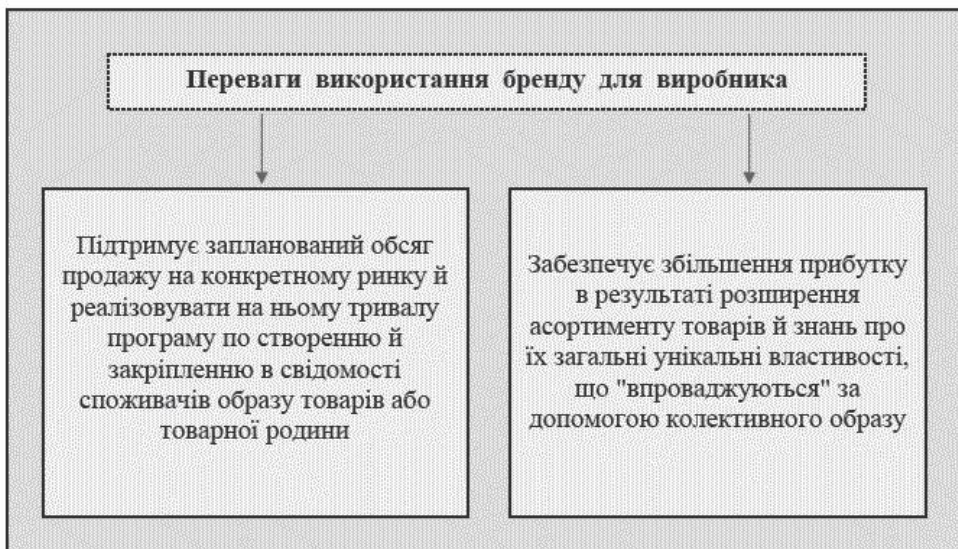 Переваги використання бренду для виробника
Підтримує запланований обсяг
продажу на конкретному ринку й
реалізовувати на ньому тривалу
програму по створенню й
закріпленню в свідомості
споживачів образу товарів або
товарної родини
Забезпечує збільшення прибутку
в результаті розширення
асортименту товарів й знань про
їх загальні унікальні властивості,
що "впроваджуються" за
допомогою колективного образу